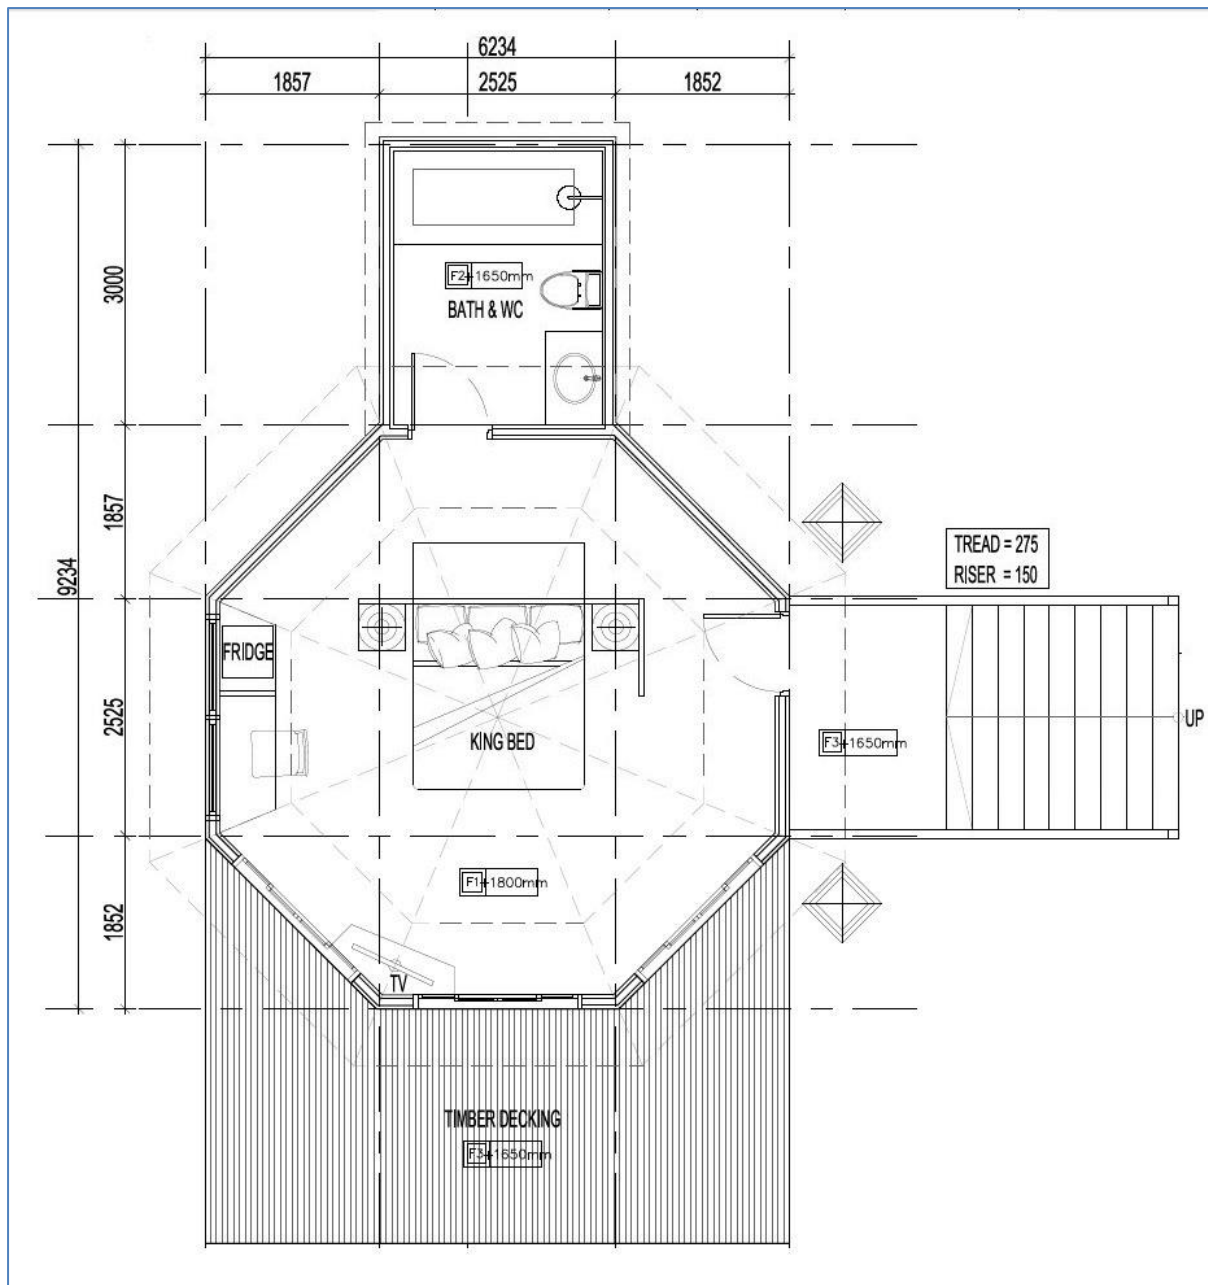 6234
1857
2525
1852
3000
F2+1650mm
BATH & WC
1857
9234
TREAD = 275
RISER = 150
FRIDGE
2525
KING BED
UP
F3+1650mm
F1+1800mm
1852
TV
TIMBER DECKING
F3+1650mm